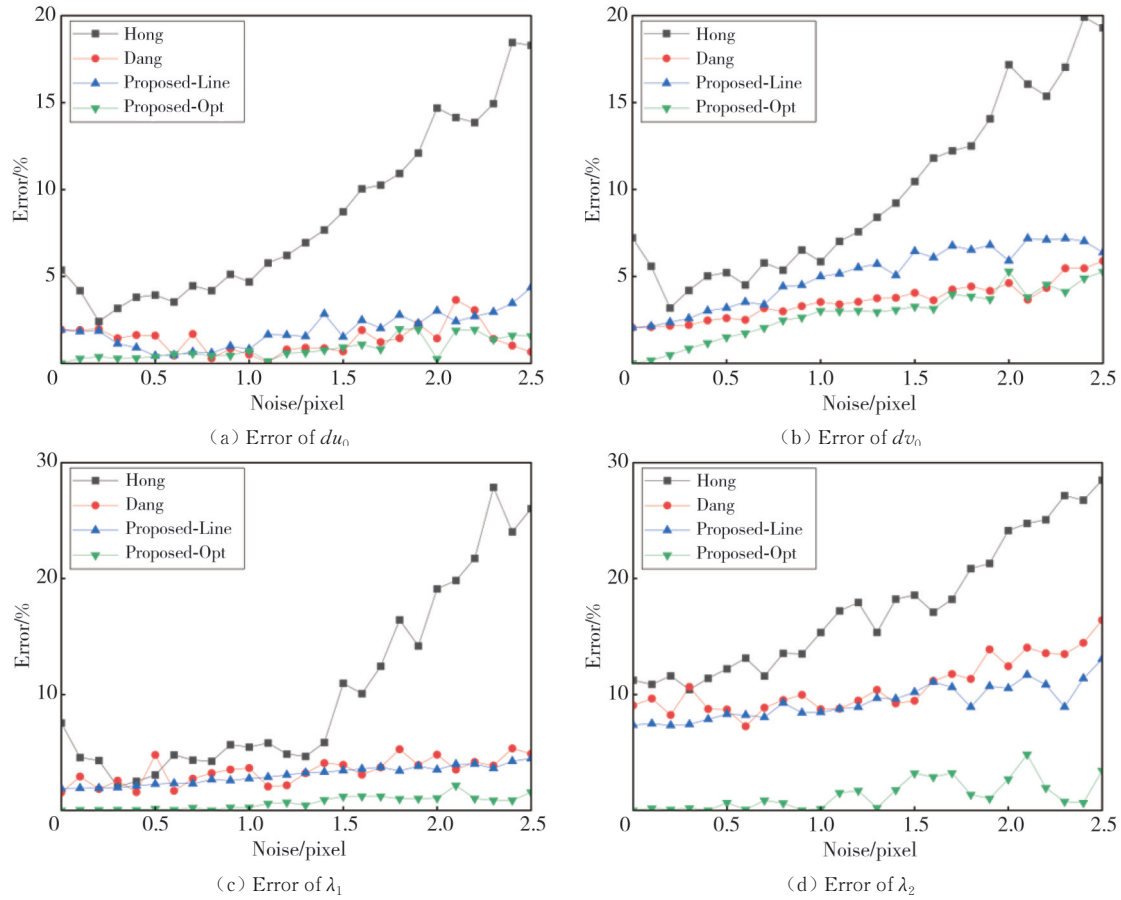 20
15
10
5
0
Error/%
Hong
Dang
Proposed-Line
Proposed-Opt
0.5
1.0
1.5
2.0
2.5
Noise/pixel
(a) Error of du₀
20
15
10
5
0
Error/%
Hong
Dang
Proposed-Line
Proposed-Opt
0.5
1.0
1.5
2.0
2.5
Noise/pixel
(b) Error of dv₀
30
20
10
0
Error/%
Hong
Dang
Proposed-Line
Proposed-Opt
0.5
1.0
1.5
2.0
2.5
Noise/pixel
(c) Error of λ₁
30
20
10
0
Error/%
Hong
Dang
Proposed-Line
Proposed-Opt
0.5
1.0
1.5
2.0
2.5
Noise/pixel
(d) Error of λ₂